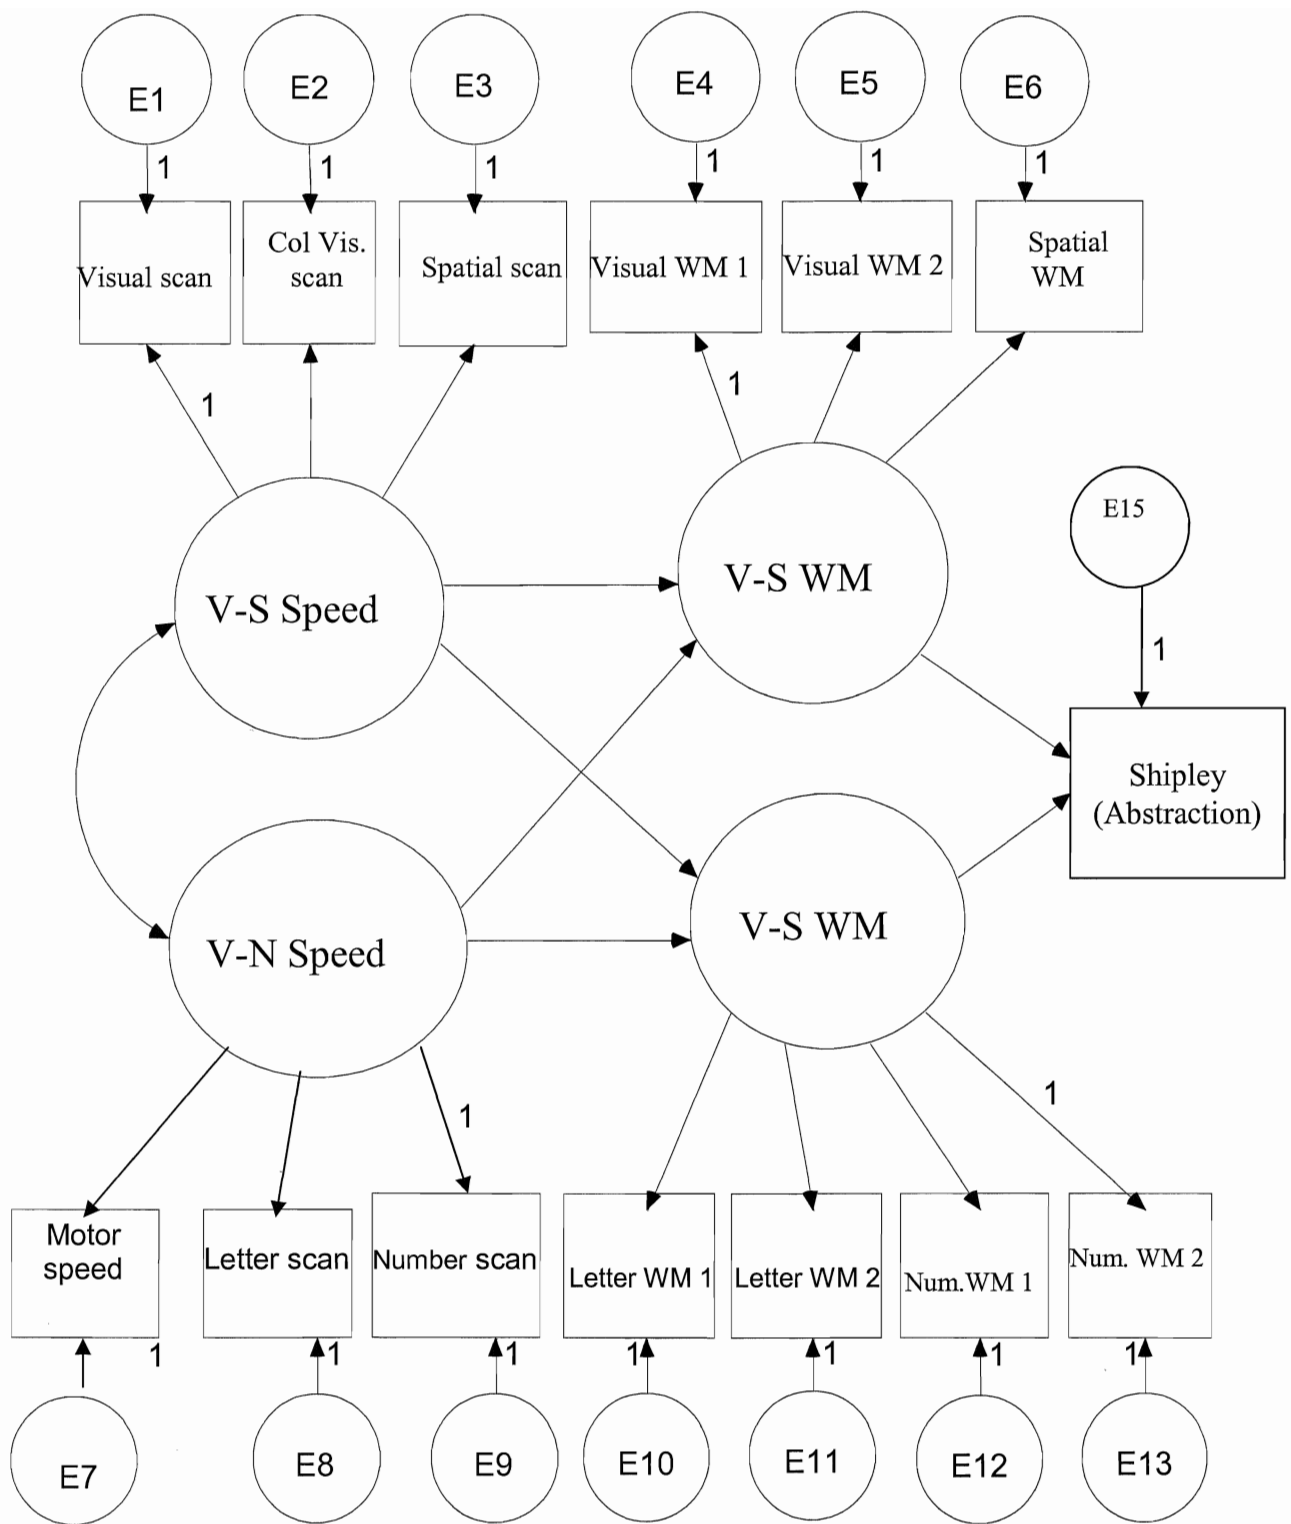 E1
E2
E3
E4
E5
E6
1
1
1
1
1
1
Visual scan
Col Vis.
scan
Spatial scan
Visual WM 1
Visual WM 2
Spatial
WM
1
1
E15
V-S Speed
V-S WM
1
Shipley
(Abstraction)
V-N Speed
V-S WM
1
1
Motor
speed
Letter scan
Number scan
Letter WM 1
Letter WM 2
Num.WM 1
Num. WM 2
1
1
1
1
1
1
1
E7
E8
E9
E10
E11
E12
E13